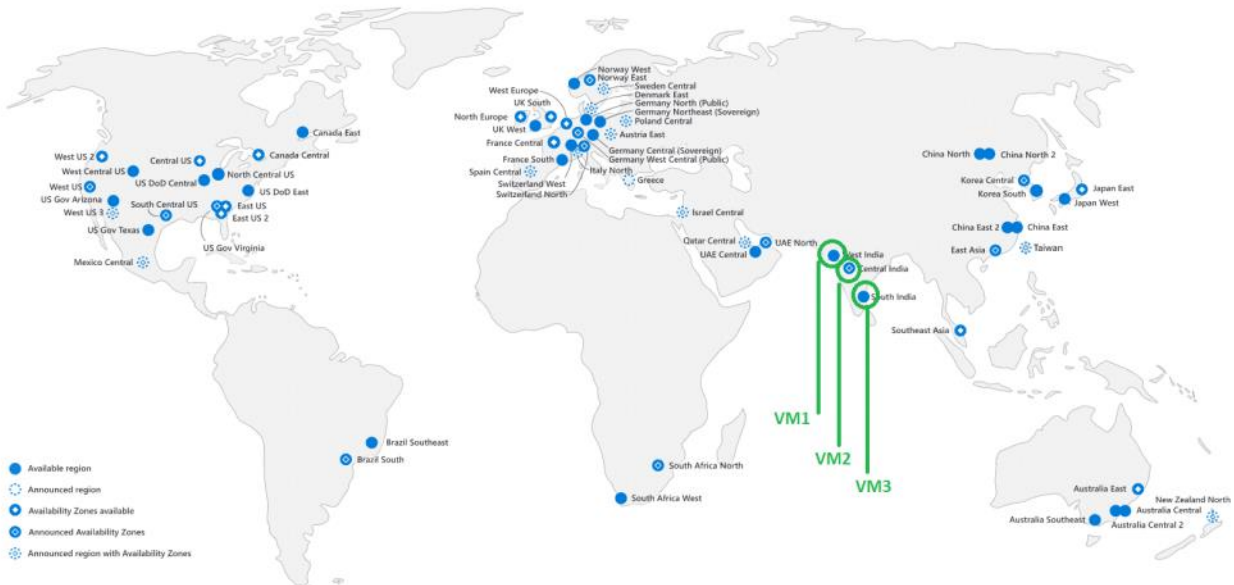 Norway West
Norway East
Sweden Central
Denmark East
West Europe
Germany North (Public)
UK South
Germany Northeast (Sovereign)
North Europe
Poland Central
UK West
Austria East
France Central
Germany Central (Sovereign)
Germany West Central (Public)
France South
Italy North
Spain Central
Switzerland West
Switzerland North
Greece
Canada East
West US 2
Central US
Canada Central
West Central US
North Central US
US DoD Central
West US
US DoD East
US Gov Arizona
South Central US
East US
West US 3
East US 2
US Gov Texas
US Gov Virginia
Mexico Central
Israel Central
Qatar Central
UAE North
UAE Central
West India
Central India
South India
China North
China North 2
Korea Central
Japan East
Korea South
Japan West
China East 2
China East
East Asia
Taiwan
Southeast Asia
VM1
VM2
VM3
Brazil Southeast
Brazil South
South Africa North
South Africa West
Australia East
New Zealand North
Australia Central
Australia Southeast
Australia Central 2
Available region
Announced region
Availability Zones available
Announced Availability Zones
Announced region with Availability Zones